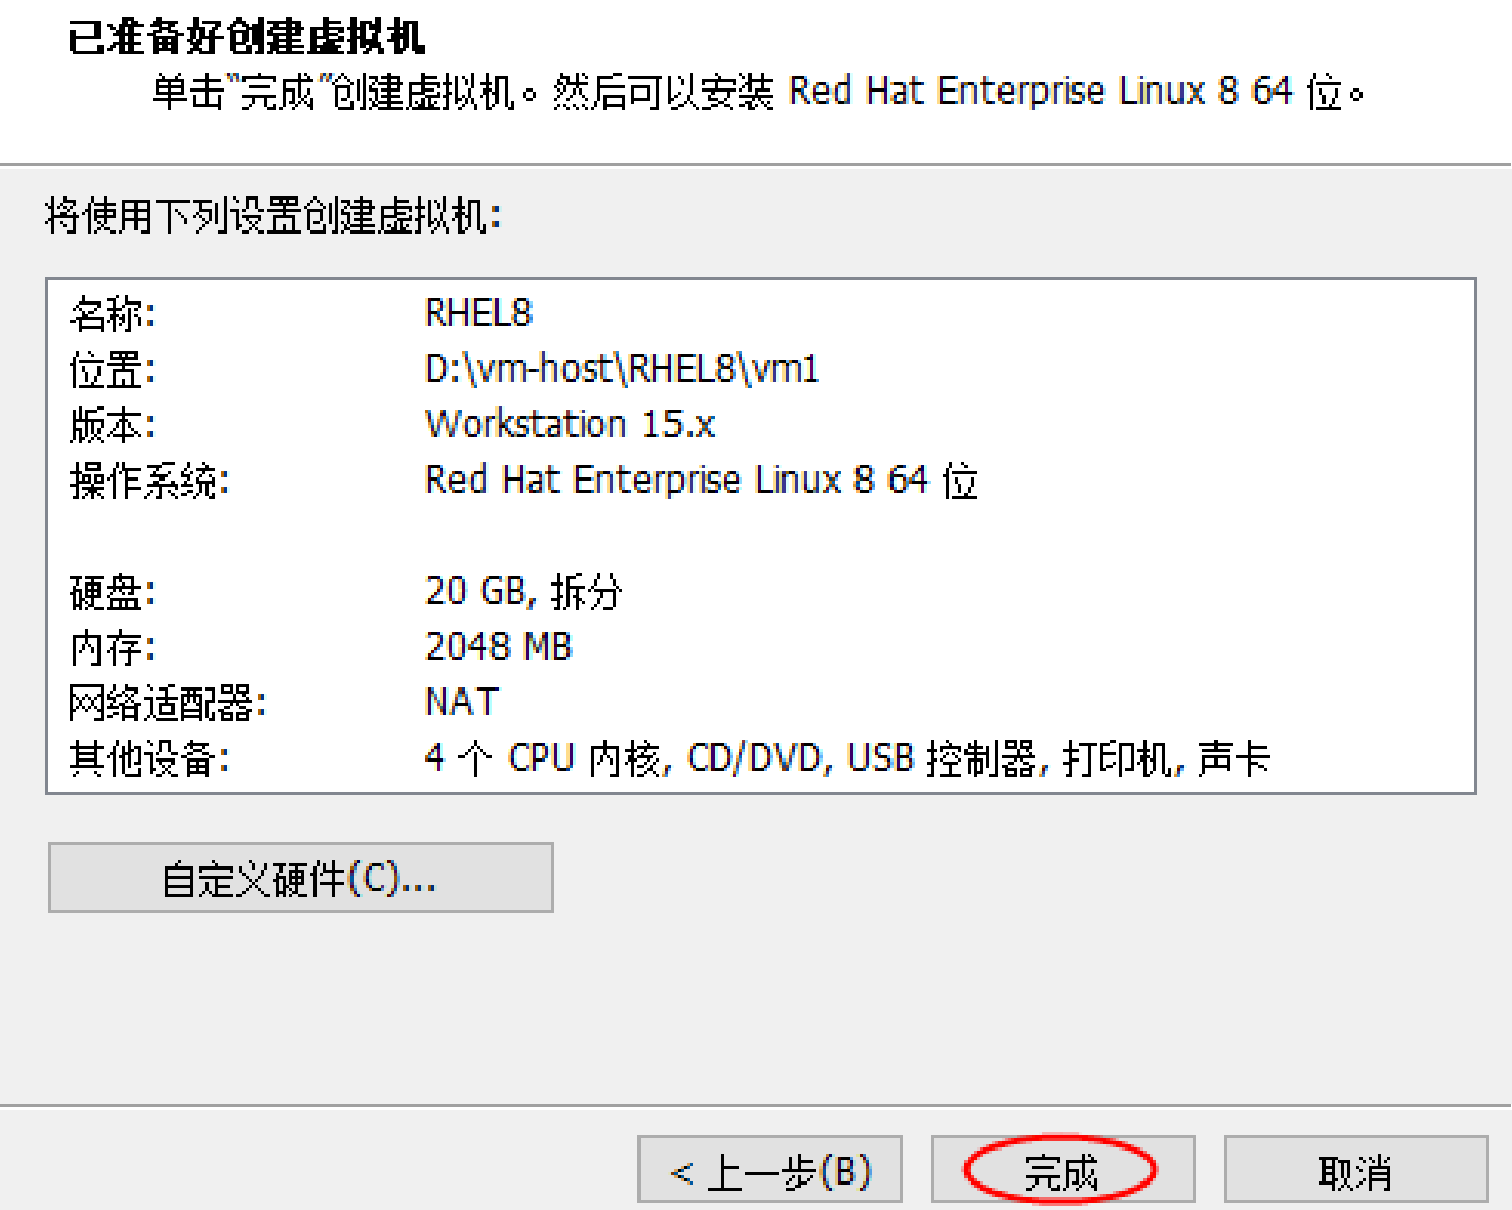 已准备好创建虚拟机
单击“完成”创建虚拟机。然后可以安装 Red Hat Enterprise Linux 8 64 位。
将使用下列设置创建虚拟机:
名称: RHEL8
位置: D:\vm-host\RHEL8\vm1
版本: Workstation 15.x
操作系统: Red Hat Enterprise Linux 8 64 位
硬盘: 20 GB, 拆分
内存: 2048 MB
网络适配器: NAT
其他设备: 4 个 CPU 内核, CD/DVD, USB 控制器, 打印机, 声卡
自定义硬件(C)...
< 上一步(B) 完成 取消